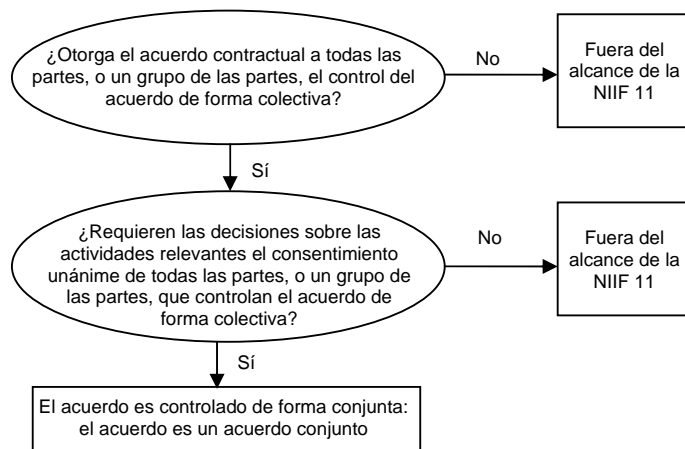 ¿Otorga el acuerdo contractual a todas las
partes, o un grupo de las partes, el control del
acuerdo de forma colectiva?
No
Fuera del
alcance de la
NIIF 11
Sí
¿Requieren las decisiones sobre las
actividades relevantes el consentimiento
unánime de todas las partes, o un grupo de
las partes, que controlan el acuerdo de
forma colectiva?
No
Fuera del
alcance de la
NIIF 11
Sí
El acuerdo es controlado de forma conjunta:
el acuerdo es un acuerdo conjunto